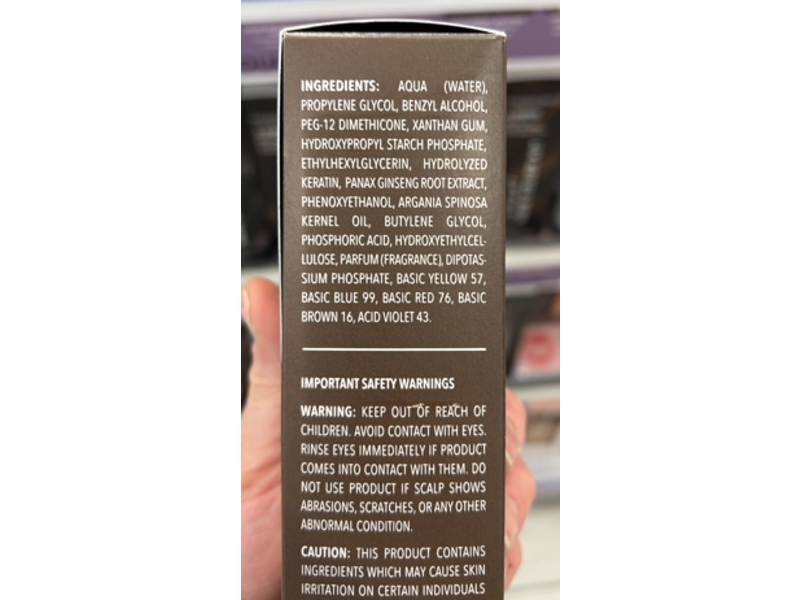 INGREDIENTS: AQUA (WATER),
PROPYLENE GLYCOL, BENZYL ALCOHOL,
PEG-12 DIMETHICONE, XANTHAN GUM,
HYDROXYPROPYL STARCH PHOSPHATE,
ETHYLHEXYLGLYCERIN, HYDROLYZED
KERATIN, PANAX GINSENG ROOT EXTRACT,
PHENOXYETHANOL, ARGANIA SPINOSA
KERNEL OIL, BUTYLENE GLYCOL,
PHOSPHORIC ACID, HYDROXYETHYLCEL-
LULOSE, PARFUM (FRAGRANCE), DIPOTAS-
SIUM PHOSPHATE, BASIC YELLOW 57,
BASIC BLUE 99, BASIC RED 76, BASIC
BROWN 16, ACID VIOLET 43.
IMPORTANT SAFETY WARNINGS
WARNING: KEEP OUT OF REACH OF
CHILDREN. AVOID CONTACT WITH EYES.
RINSE EYES IMMEDIATELY IF PRODUCT
COMES INTO CONTACT WITH THEM. DO
NOT USE PRODUCT IF SCALP SHOWS
ABRASIONS, SCRATCHES, OR ANY OTHER
ABNORMAL CONDITION.
CAUTION: THIS PRODUCT CONTAINS
INGREDIENTS WHICH MAY CAUSE SKIN
IRRITATION ON CERTAIN INDIVIDUALS